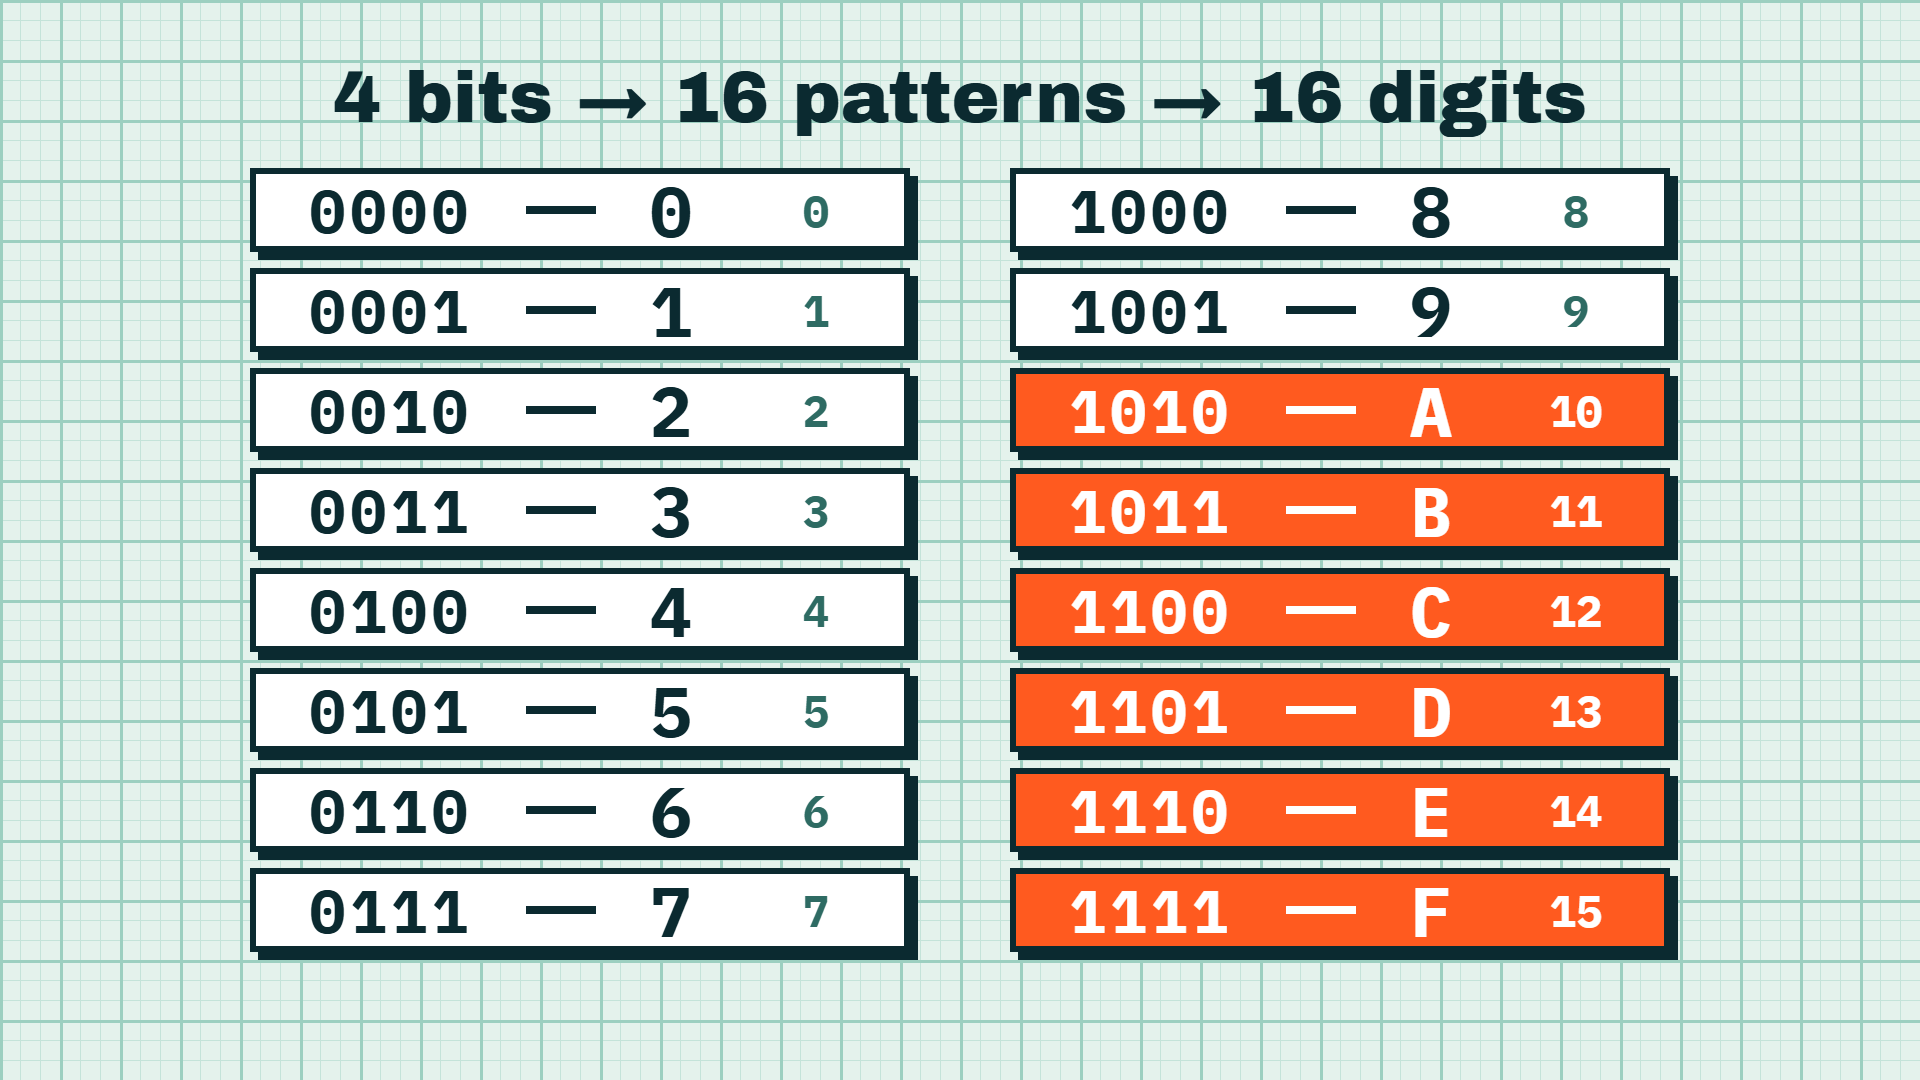 4 bits → 16 patterns → 16 digits
0000 — 0 0
0001 — 1 1
0010 — 2 2
0011 — 3 3
0100 — 4 4
0101 — 5 5
0110 — 6 6
0111 — 7 7
1000 — 8 8
1001 — 9 9
1010 — A 10
1011 — B 11
1100 — C 12
1101 — D 13
1110 — E 14
1111 — F 15